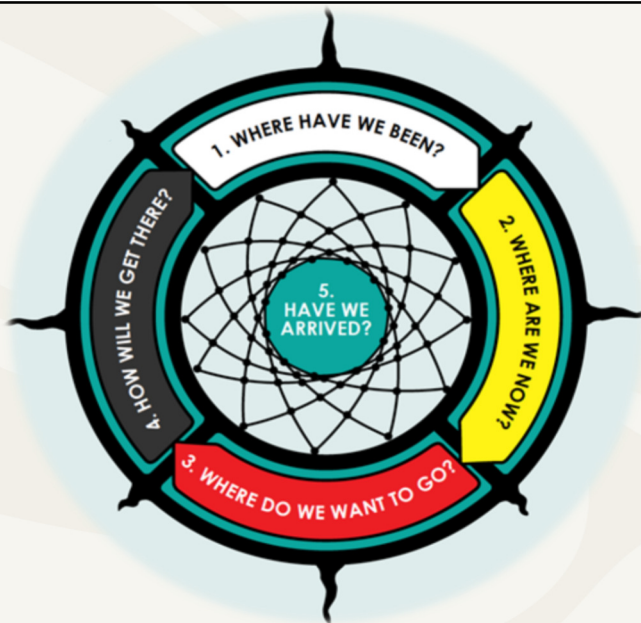 1. WHERE HAVE WE BEEN?
2. WHERE ARE WE NOW?
3. WHERE DO WE WANT TO GO?
4. HOW WILL WE GET THERE?
5.
HAVE WE
ARRIVED?